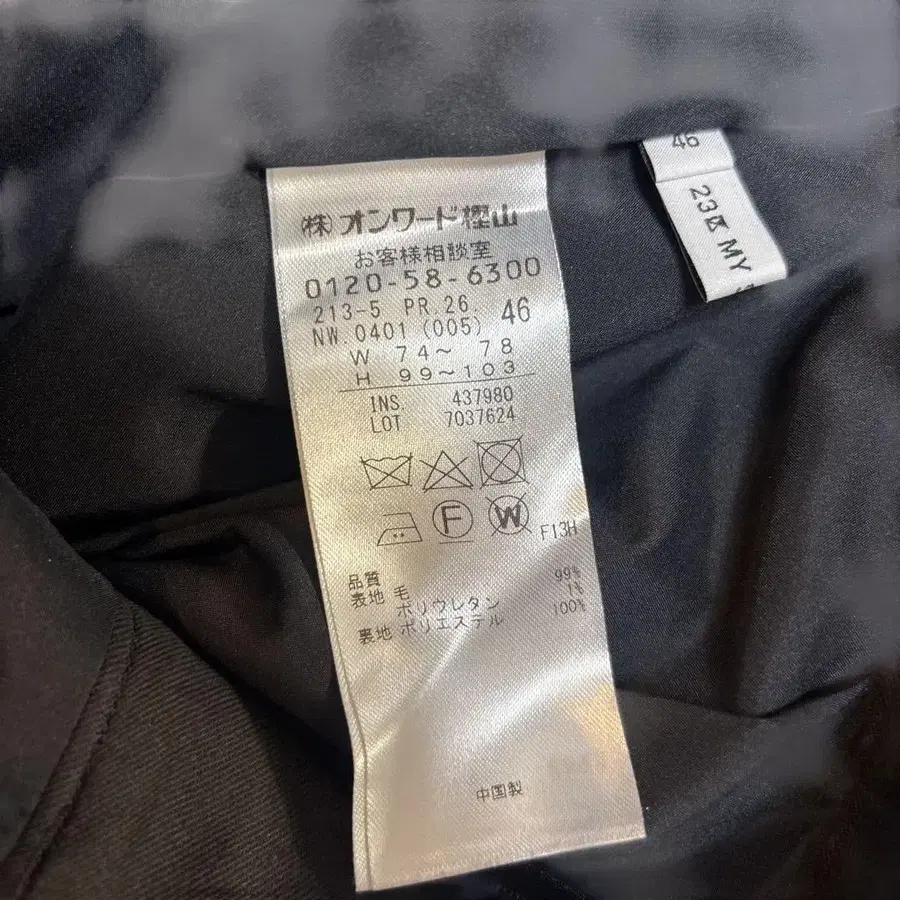 ㈱オンワード樫山
お客様相談室
0120-58-6300
213-5 PR.26.
NW.0401 (005) 46
W 74～ 78
H 99～103
INS. 437980
LOT 7037624
F
W
F13H
品質
表地 毛 99%
ポリウレタン 1%
裏地 ポリエステル 100%
中国製
46
MY